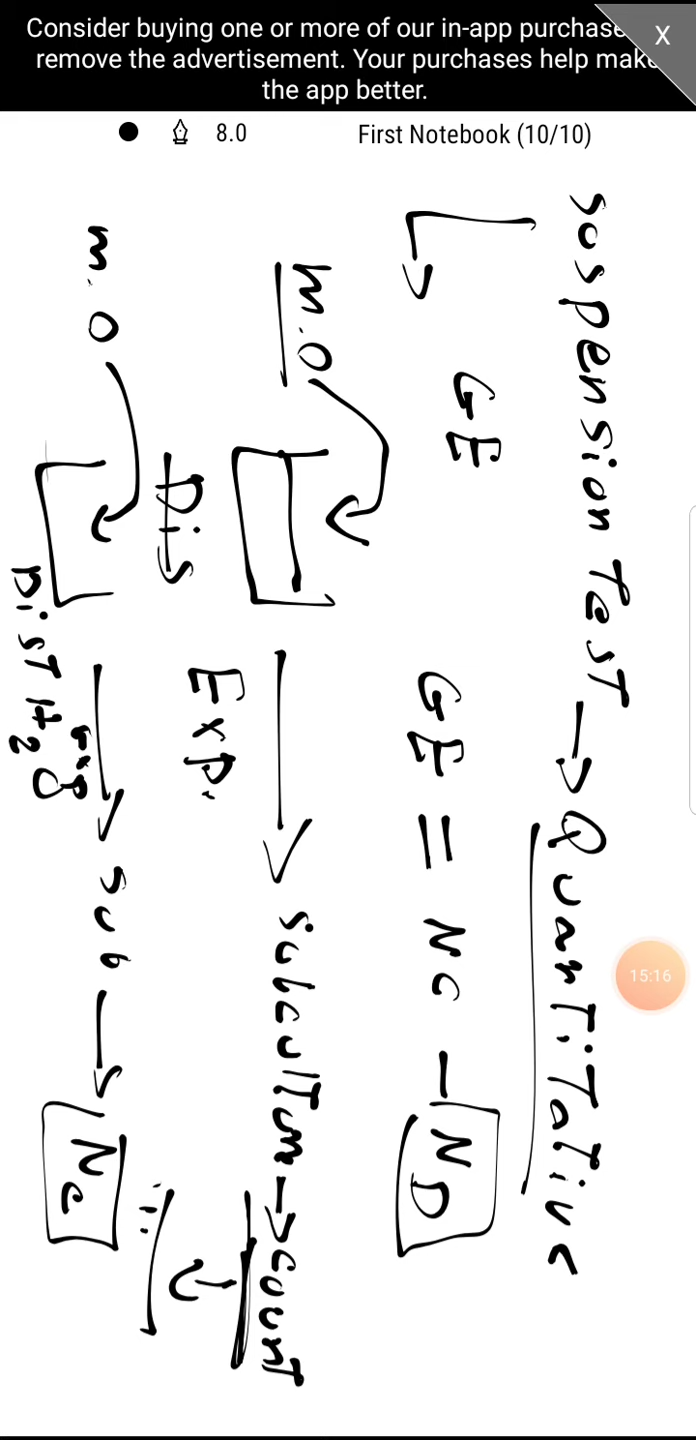 Consider buying one or more of our in-app purchase
remove the advertisement. Your purchases help make
the app better.
X
8.0 First Notebook (10/10)
Suspension Test → Quantitative
GE GE = NC - ND
m.o → Subculture → Count
Dis Exp.
m.o → Sub → Nc
Dist H2O
15:16